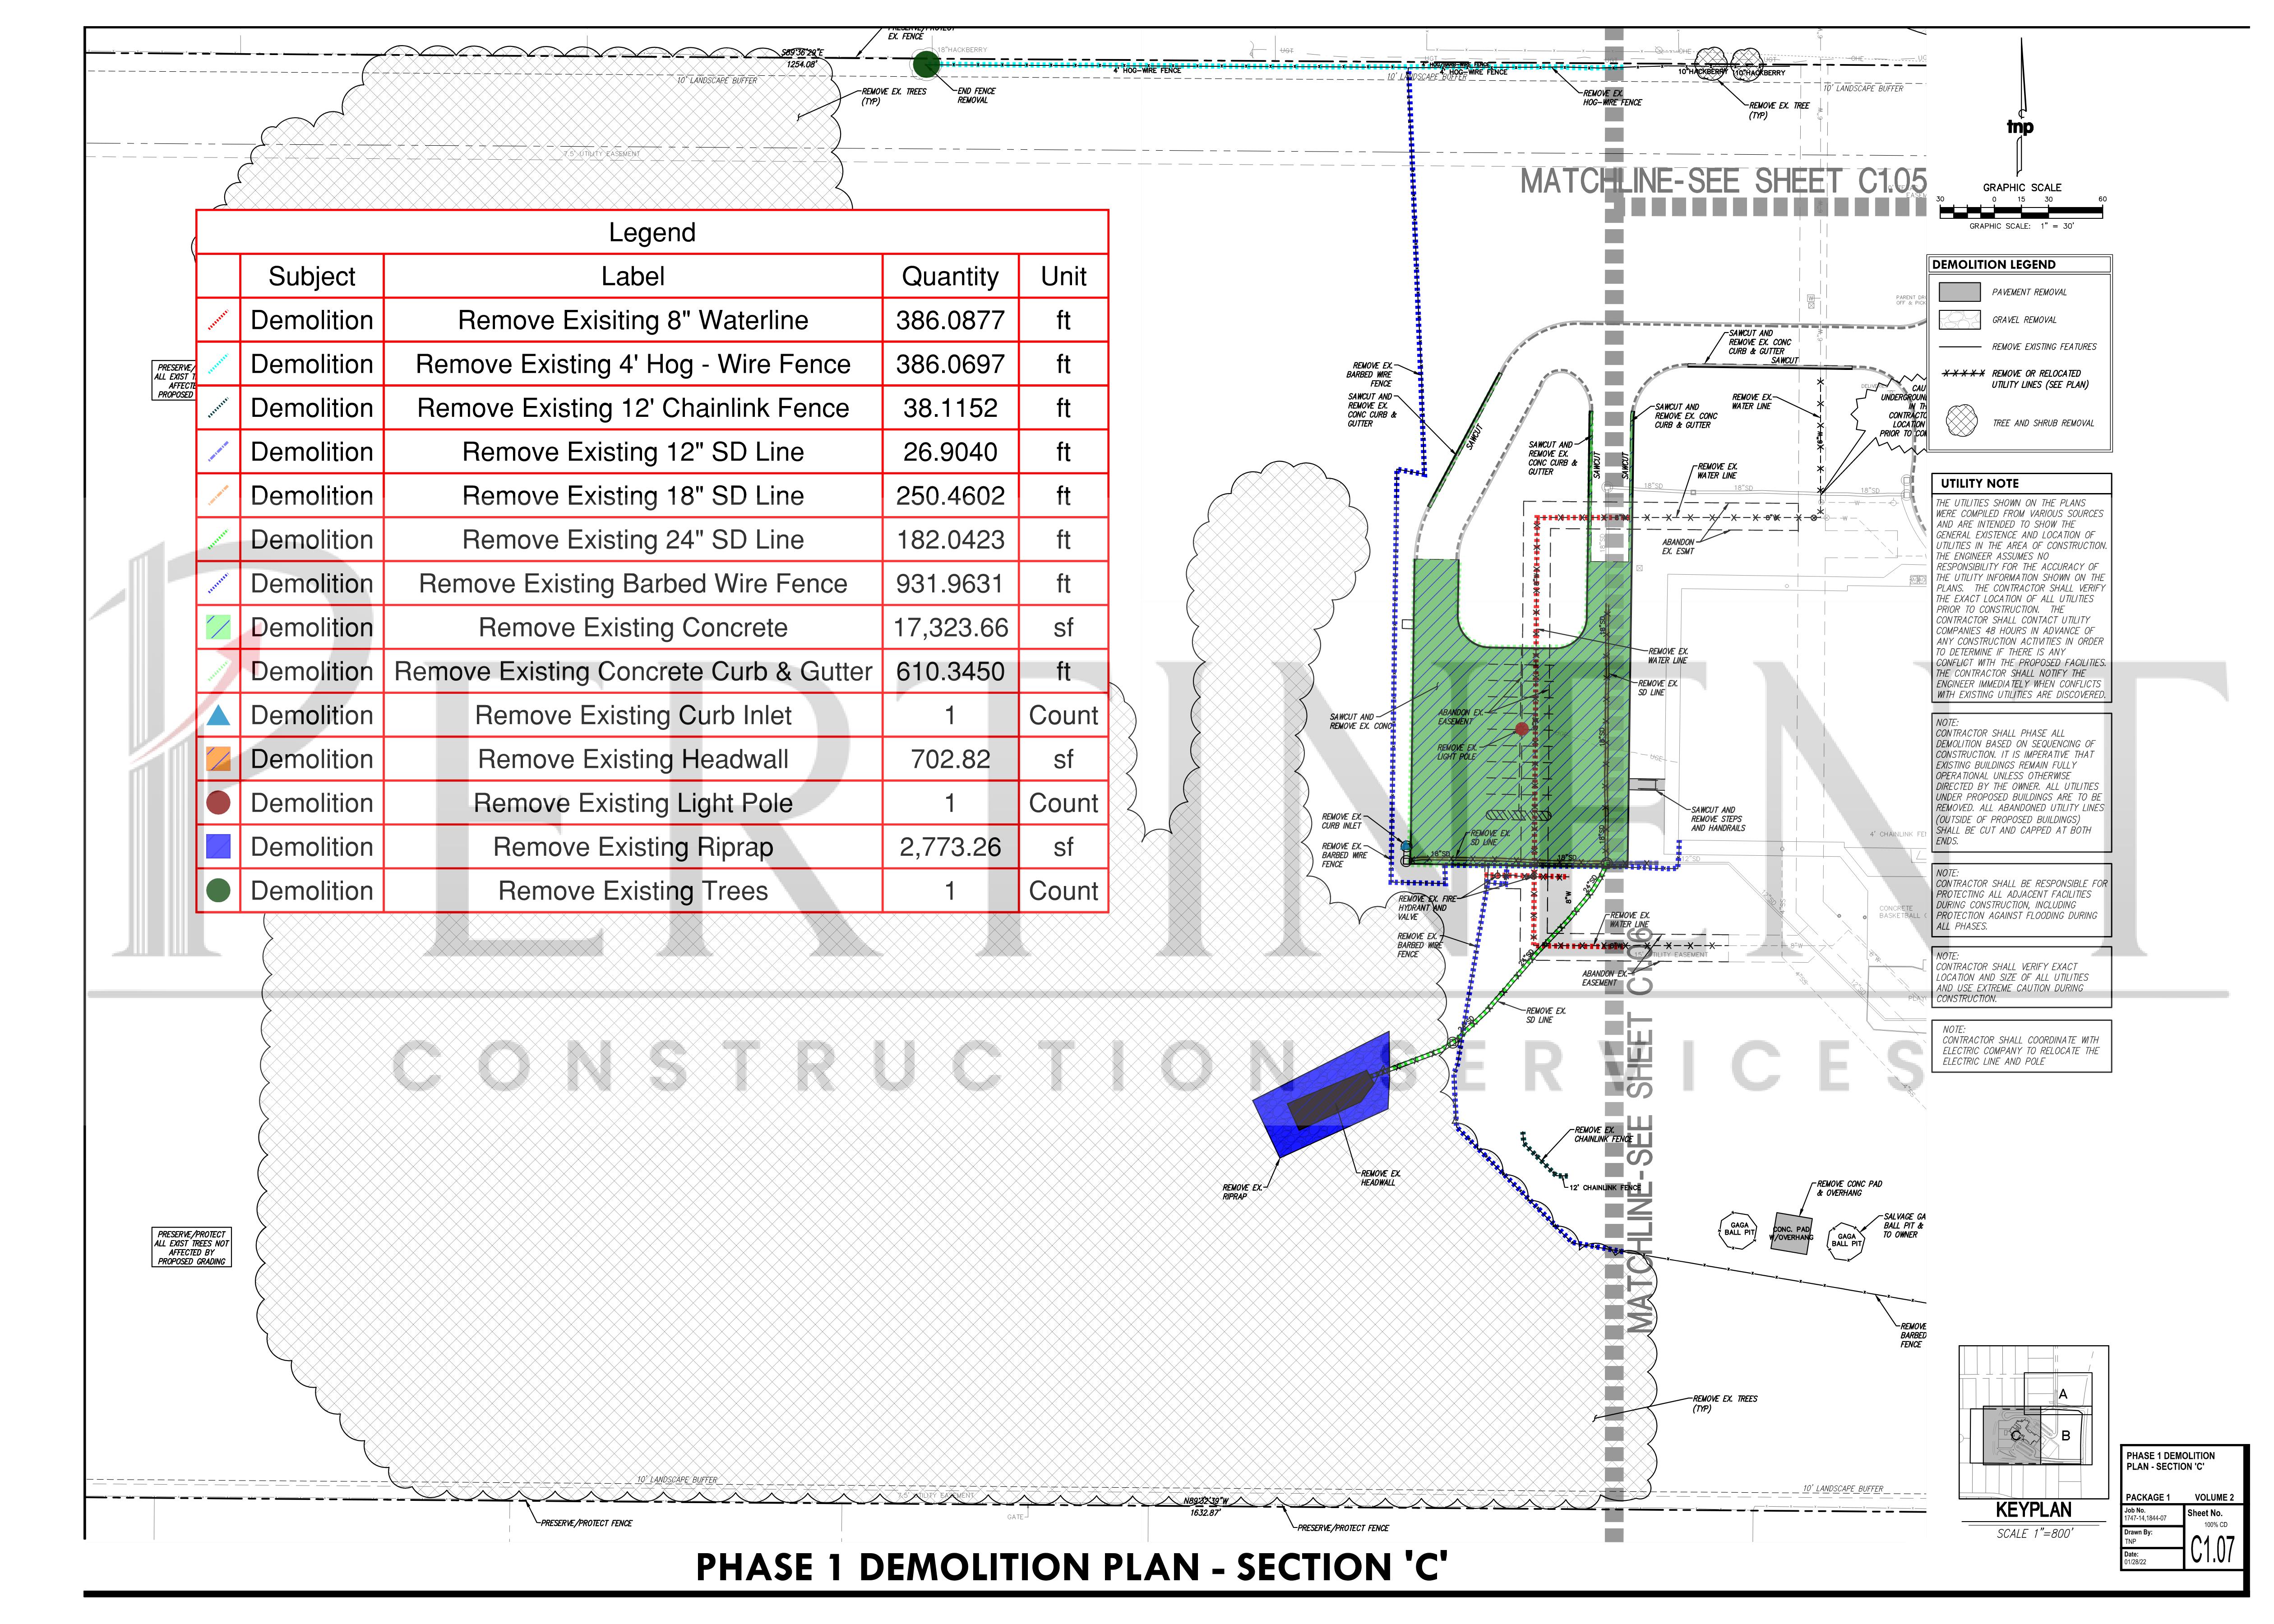 PRESERVE/PROTECT
EX. FENCE
S89°36'29"E
1254.08'
10' LANDSCAPE BUFFER
18"HACKBERRY
4' HOG-WIRE FENCE
4' HOG-WIRE FENCE
10' LANDSCAPE BUFFER
UGT
OHE
10"HACKBERRY
10"HACKBERRY
UGT
OHE
10' LANDSCAPE BUFFER
REMOVE EX. TREES
(TYP)
END FENCE
REMOVAL
REMOVE EX.
HOG-WIRE FENCE
REMOVE EX. TREE
(TYP)
7.5' UTILITY EASEMENT
MATCHLINE-SEE SHEET C1.05
tnp
GRAPHIC SCALE
30 0 15 30 60
GRAPHIC SCALE: 1" = 30'
DEMOLITION LEGEND
PAVEMENT REMOVAL
GRAVEL REMOVAL
REMOVE EXISTING FEATURES
REMOVE OR RELOCATED
UTILITY LINES (SEE PLAN)
TREE AND SHRUB REMOVAL
UTILITY NOTE
THE UTILITIES SHOWN ON THE PLANS
WERE COMPILED FROM VARIOUS SOURCES
AND ARE INTENDED TO SHOW THE
GENERAL EXISTENCE AND LOCATION OF
UTILITIES IN THE AREA OF CONSTRUCTION.
THE ENGINEER ASSUMES NO
RESPONSIBILITY FOR THE ACCURACY OF
THE UTILITY INFORMATION SHOWN ON THE
PLANS. THE CONTRACTOR SHALL VERIFY
THE EXACT LOCATION OF ALL UTILITIES
PRIOR TO CONSTRUCTION. THE
CONTRACTOR SHALL CONTACT UTILITY
COMPANIES 48 HOURS IN ADVANCE OF
ANY CONSTRUCTION ACTIVITIES IN ORDER
TO DETERMINE IF THERE IS ANY
CONFLICT WITH THE PROPOSED FACILITIES.
THE CONTRACTOR SHALL NOTIFY THE
ENGINEER IMMEDIATELY WHEN CONFLICTS
WITH EXISTING UTILITIES ARE DISCOVERED.
NOTE:
CONTRACTOR SHALL PHASE ALL
DEMOLITION BASED ON SEQUENCING OF
CONSTRUCTION. IT IS IMPERATIVE THAT
EXISTING BUILDINGS REMAIN FULLY
OPERATIONAL UNLESS OTHERWISE
DIRECTED BY THE OWNER. ALL UTILITIES
UNDER PROPOSED BUILDINGS ARE TO BE
REMOVED. ALL ABANDONED UTILITY LINES
(OUTSIDE OF PROPOSED BUILDINGS)
SHALL BE CUT AND CAPPED AT BOTH
ENDS.
NOTE:
CONTRACTOR SHALL BE RESPONSIBLE FOR
PROTECTING ALL ADJACENT FACILITIES
DURING CONSTRUCTION, INCLUDING
PROTECTION AGAINST FLOODING DURING
ALL PHASES.
NOTE:
CONTRACTOR SHALL VERIFY EXACT
LOCATION AND SIZE OF ALL UTILITIES
AND USE EXTREME CAUTION DURING
CONSTRUCTION.
NOTE:
CONTRACTOR SHALL COORDINATE WITH
ELECTRIC COMPANY TO RELOCATE THE
ELECTRIC LINE AND POLE
Legend
Subject Label Quantity Unit
Demolition Remove Exisiting 8" Waterline 386.0877 ft
Demolition Remove Existing 4' Hog - Wire Fence 386.0697 ft
Demolition Remove Existing 12' Chainlink Fence 38.1152 ft
Demolition Remove Existing 12" SD Line 26.9040 ft
Demolition Remove Existing 18" SD Line 250.4602 ft
Demolition Remove Existing 24" SD Line 182.0423 ft
Demolition Remove Existing Barbed Wire Fence 931.9631 ft
Demolition Remove Existing Concrete 17,323.66 sf
Demolition Remove Existing Concrete Curb & Gutter 610.3450 ft
Demolition Remove Existing Curb Inlet 1 Count
Demolition Remove Existing Headwall 702.82 sf
Demolition Remove Existing Light Pole 1 Count
Demolition Remove Existing Riprap 2,773.26 sf
Demolition Remove Existing Trees 1 Count
PERTINENT
CONSTRUCTION SERVICES
REMOVE EX.
BARBED WIRE
FENCE
SAWCUT AND
REMOVE EX.
CONC CURB &
GUTTER
SAWCUT
SAWCUT AND
REMOVE EX.
CONC CURB &
GUTTER
SAWCUT
SAWCUT
SAWCUT AND
REMOVE EX. CONC
CURB & GUTTER
SAWCUT AND
REMOVE EX. CONC
CURB & GUTTER
SAWCUT
REMOVE EX.
WATER LINE
REMOVE EX.
WATER LINE
18"SD
18"SD
18"SD
ABANDON
EX. ESMT
REMOVE EX.
WATER LINE
REMOVE EX.
SD LINE
SAWCUT AND
REMOVE EX. CONC
ABANDON EX.
EASEMENT
REMOVE EX.
LIGHT POLE
SAWCUT AND
REMOVE STEPS
AND HANDRAILS
REMOVE EX.
CURB INLET
REMOVE EX.
BARBED WIRE
FENCE
REMOVE EX.
SD LINE
18"SD
18"SD
12"SD
4' CHAINLINK FE
REMOVE EX. FIRE
HYDRANT AND
VALVE
8"W
24"SD
REMOVE EX.
BARBED WIRE
FENCE
REMOVE EX.
WATER LINE
24"SD
15' UTILITY EASEMENT
8"W
ABANDON EX.
EASEMENT
CONCRETE
BASKETBALL
REMOVE EX.
SD LINE
MATCHLINE-SEE SHEET C1.06
REMOVE EX.
CHAINLINK FENCE
12' CHAINLINK FENCE
REMOVE EX.
HEADWALL
REMOVE EX.
RIPRAP
REMOVE CONC PAD
& OVERHANG
GAGA
BALL PIT
CONC. PAD
W/OVERHANG
GAGA
BALL PIT
SALVAGE GA
BALL PIT &
TO OWNER
REMOVE
BARBED
FENCE
PRESERVE/PROTECT
ALL EXIST TREES NOT
AFFECTED BY
PROPOSED GRADING
REMOVE EX. TREES
(TYP)
10' LANDSCAPE BUFFER
7.5' UTILITY EASEMENT
10' LANDSCAPE BUFFER
N89°32'39"W
1632.87'
GATE
PRESERVE/PROTECT FENCE
PRESERVE/PROTECT FENCE
A
B
C
KEYPLAN
SCALE 1"=800'
PHASE 1 DEMOLITION PLAN - SECTION 'C'
PHASE 1 DEMOLITION
PLAN - SECTION 'C'
PACKAGE 1 VOLUME 2
Job No.
1747-14,1844-07
Drawn By:
TNP
Date:
01/28/22
Sheet No.
100% CD
C1.07